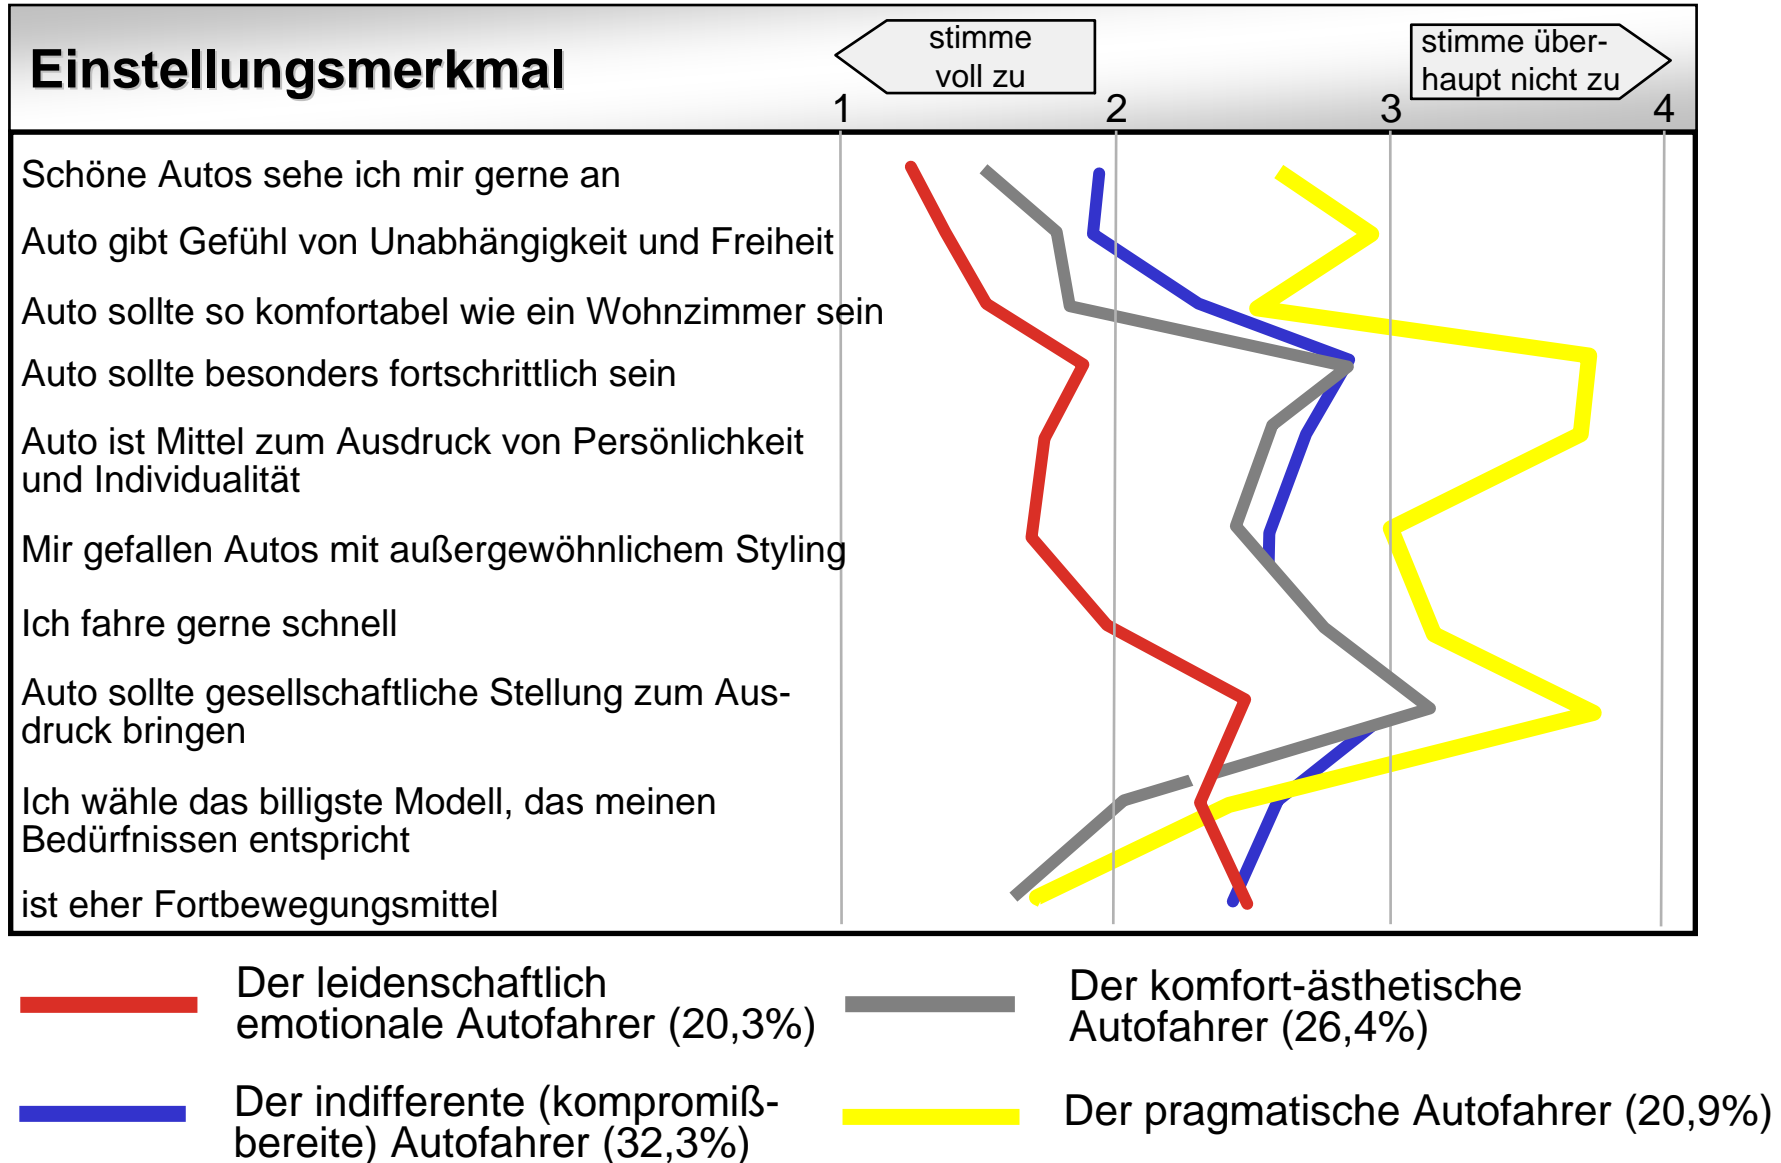 Einstellungsmerkmal
stimme
voll zu
stimme über-
haupt nicht zu
1 2 3 4
Schöne Autos sehe ich mir gerne an
Auto gibt Gefühl von Unabhängigkeit und Freiheit
Auto sollte so komfortabel wie ein Wohnzimmer sein
Auto sollte besonders fortschrittlich sein
Auto ist Mittel zum Ausdruck von Persönlichkeit
und Individualität
Mir gefallen Autos mit außergewöhnlichem Styling
Ich fahre gerne schnell
Auto sollte gesellschaftliche Stellung zum Aus-
druck bringen
Ich wähle das billigste Modell, das meinen
Bedürfnissen entspricht
ist eher Fortbewegungsmittel
Der leidenschaftlich
emotionale Autofahrer (20,3%)
Der komfort-ästhetische
Autofahrer (26,4%)
Der indifferente (kompromiß-
bereite) Autofahrer (32,3%)
Der pragmatische Autofahrer (20,9%)